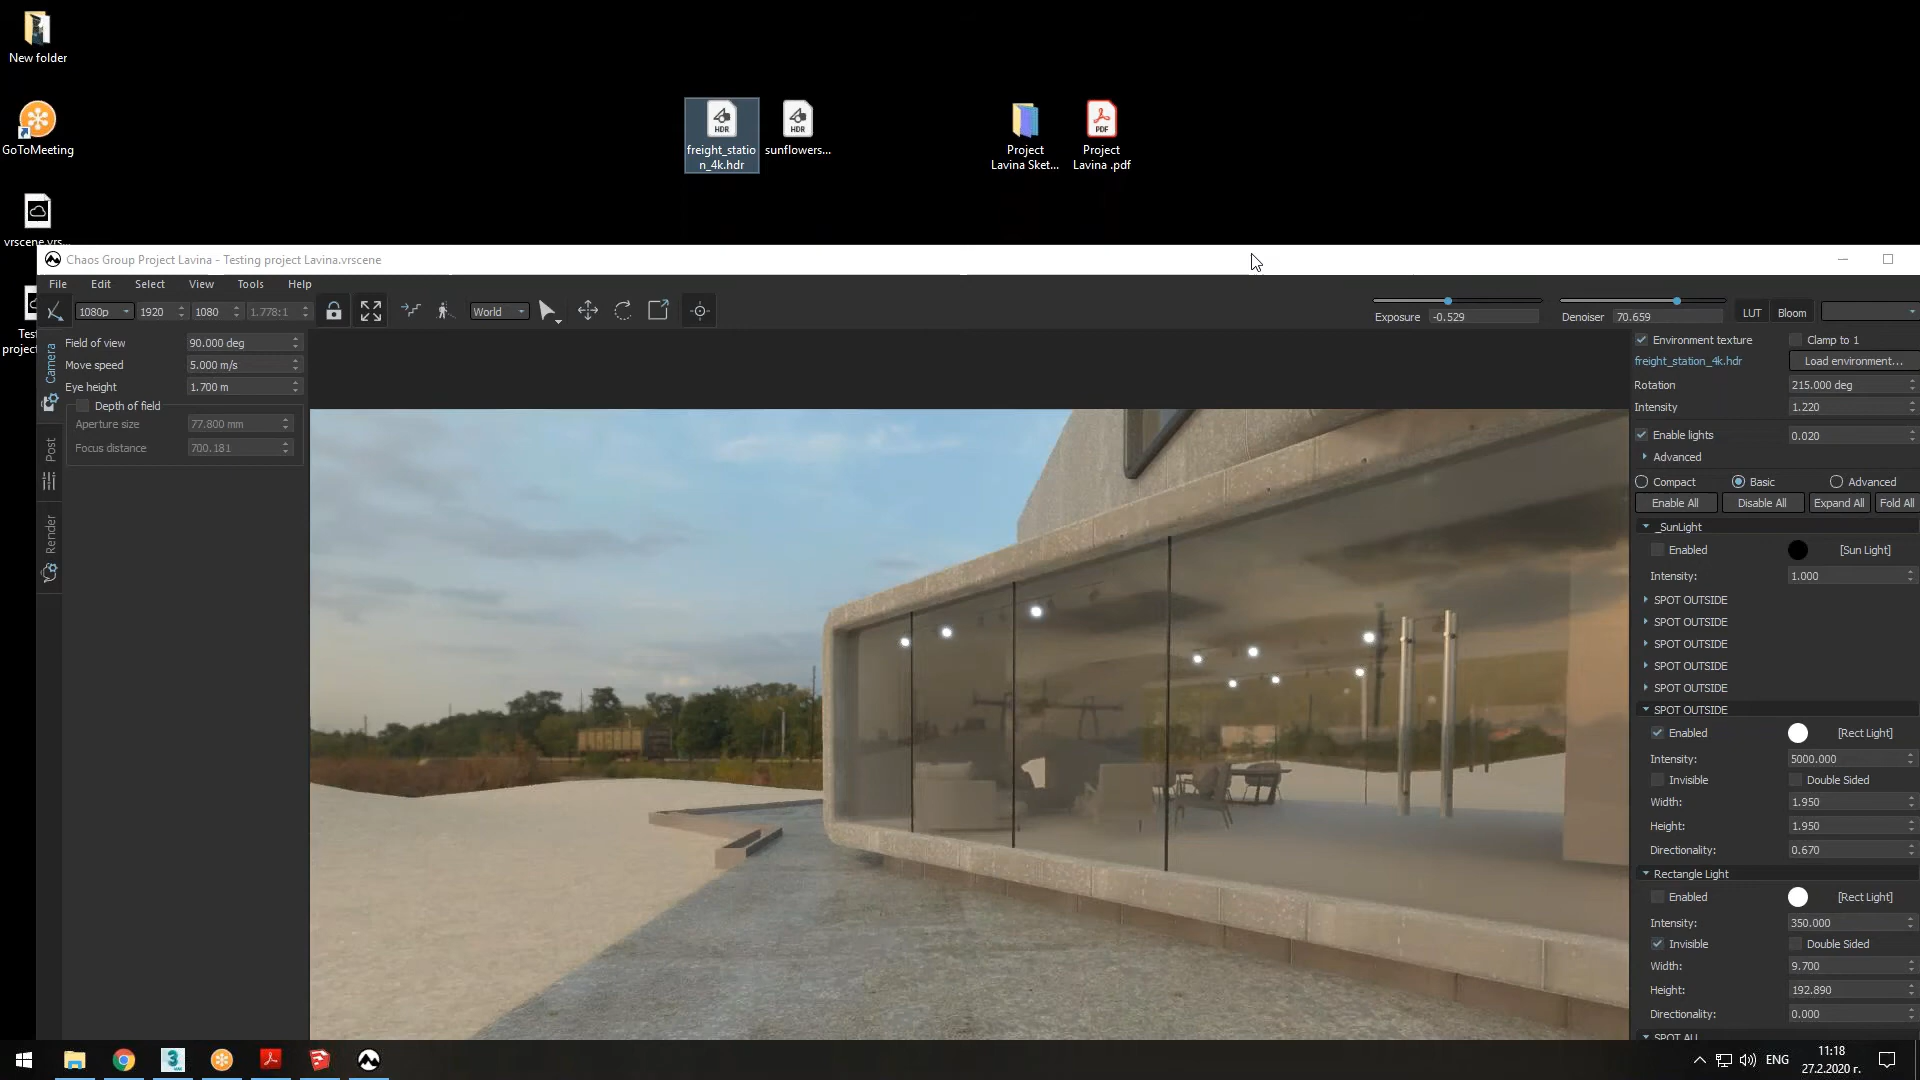 New folder
GoToMeeting
vrscene.vrs...
HDR
freight_statio
n_4k.hdr
HDR
sunflowers...
Project
Lavina Sket...
PDF
Project
Lavina .pdf
Chaos Group Project Lavina - Testing project Lavina.vrscene
File Edit Select View Tools Help
1080p 1920 1080 1.778:1 World
Exposure -0.529 Denoiser 70.659 LUT Bloom
Camera
Post
Render
Field of view 90.000 deg
Move speed 5.000 m/s
Eye height 1.700 m
Depth of field
Aperture size 77.800 mm
Focus distance 700.181
Environment texture Clamp to 1
freight_station_4k.hdr Load environment...
Rotation 215.000 deg
Intensity 1.220
Enable lights 0.020
Advanced
Compact Basic Advanced
Enable All Disable All Expand All Fold All
_SunLight
Enabled [Sun Light]
Intensity: 1.000
SPOT OUTSIDE
SPOT OUTSIDE
SPOT OUTSIDE
SPOT OUTSIDE
SPOT OUTSIDE
SPOT OUTSIDE
Enabled [Rect Light]
Intensity: 5000.000
Invisible Double Sided
Width: 1.950
Height: 1.950
Directionality: 0.670
Rectangle Light
Enabled [Rect Light]
Intensity: 350.000
Invisible Double Sided
Width: 9.700
Height: 192.890
Directionality: 0.000
SPOT ALL
ENG
11:18
27.2.2020 г.